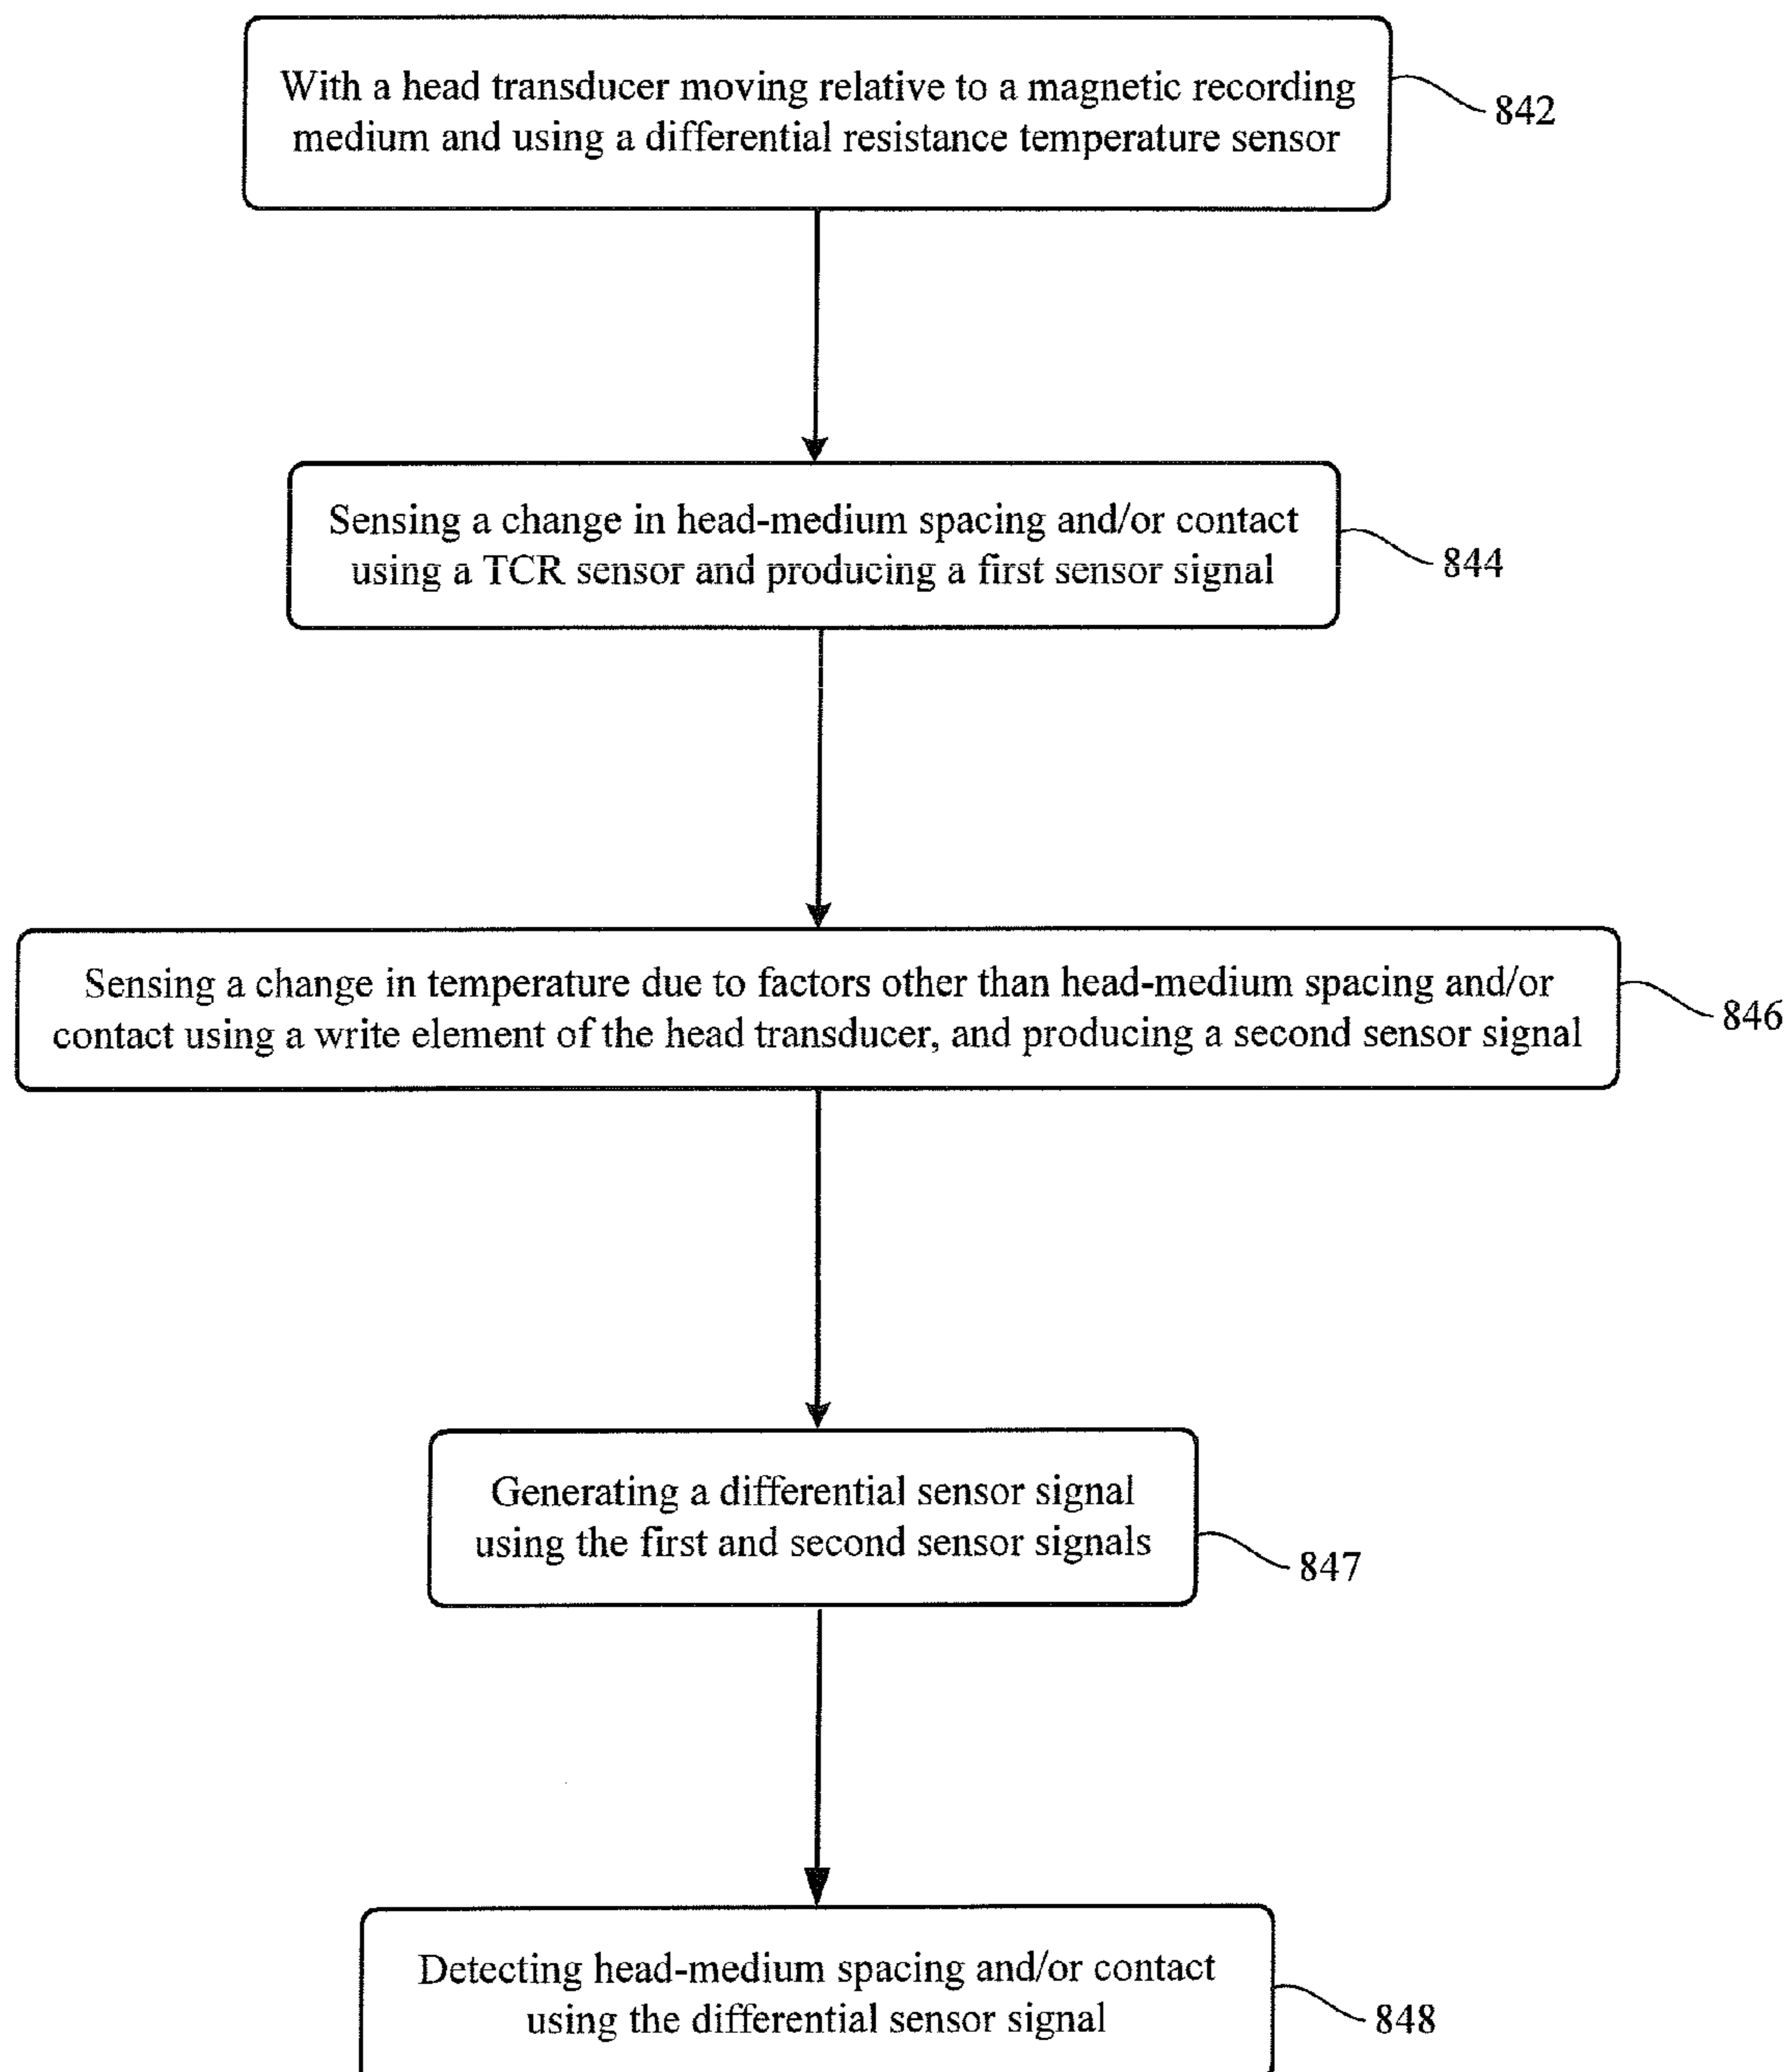 With a head transducer moving relative to a magnetic recording
medium and using a differential resistance temperature sensor
842
Sensing a change in head-medium spacing and/or contact
using a TCR sensor and producing a first sensor signal
844
Sensing a change in temperature due to factors other than head-medium spacing and/or
contact using a write element of the head transducer, and producing a second sensor signal
846
Generating a differential sensor signal
using the first and second sensor signals
847
Detecting head-medium spacing and/or contact
using the differential sensor signal
848